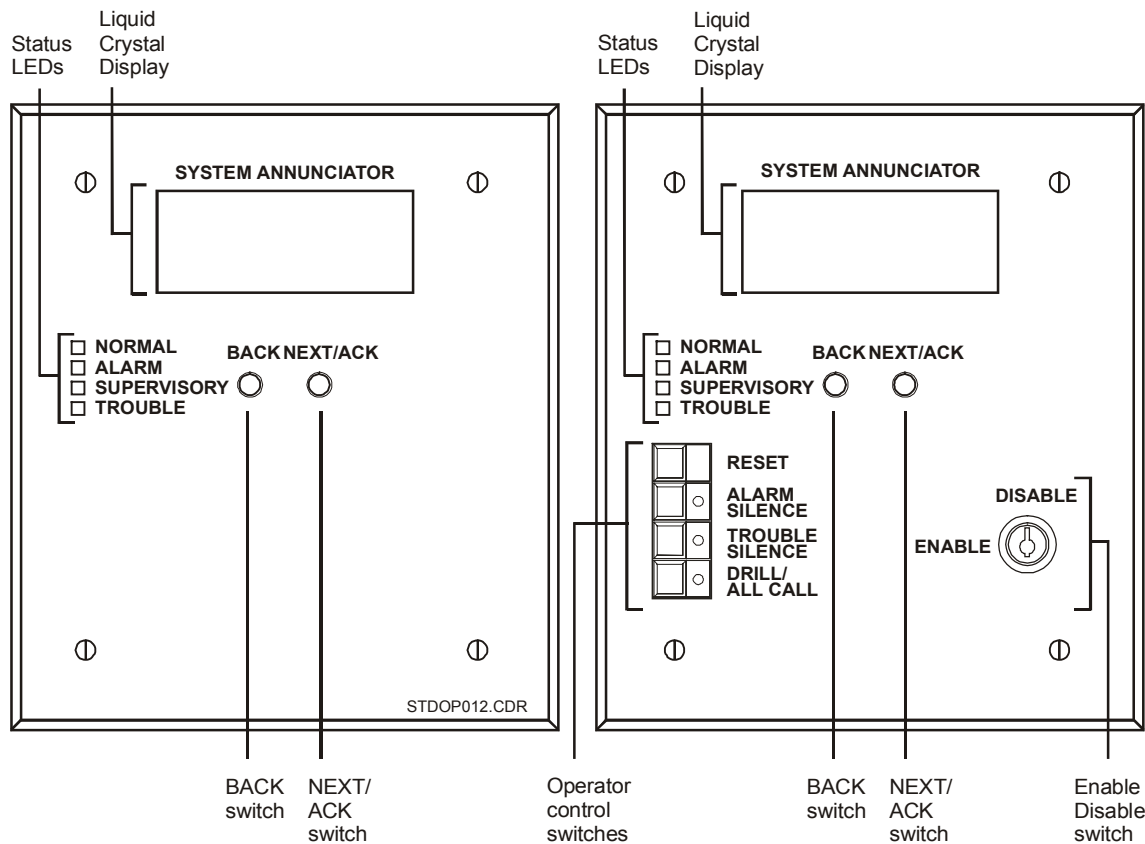 Status
LEDs
Liquid
Crystal
Display
SYSTEM ANNUNCIATOR
NORMAL
ALARM
SUPERVISORY
TROUBLE
BACK NEXT/ACK
STDOP012.CDR
BACK
switch
NEXT/
ACK
switch
Status
LEDs
Liquid
Crystal
Display
SYSTEM ANNUNCIATOR
NORMAL
ALARM
SUPERVISORY
TROUBLE
BACK NEXT/ACK
RESET
ALARM
SILENCE
TROUBLE
SILENCE
DRILL/
ALL CALL
DISABLE
ENABLE
Operator
control
switches
BACK
switch
NEXT/
ACK
switch
Enable
Disable
switch